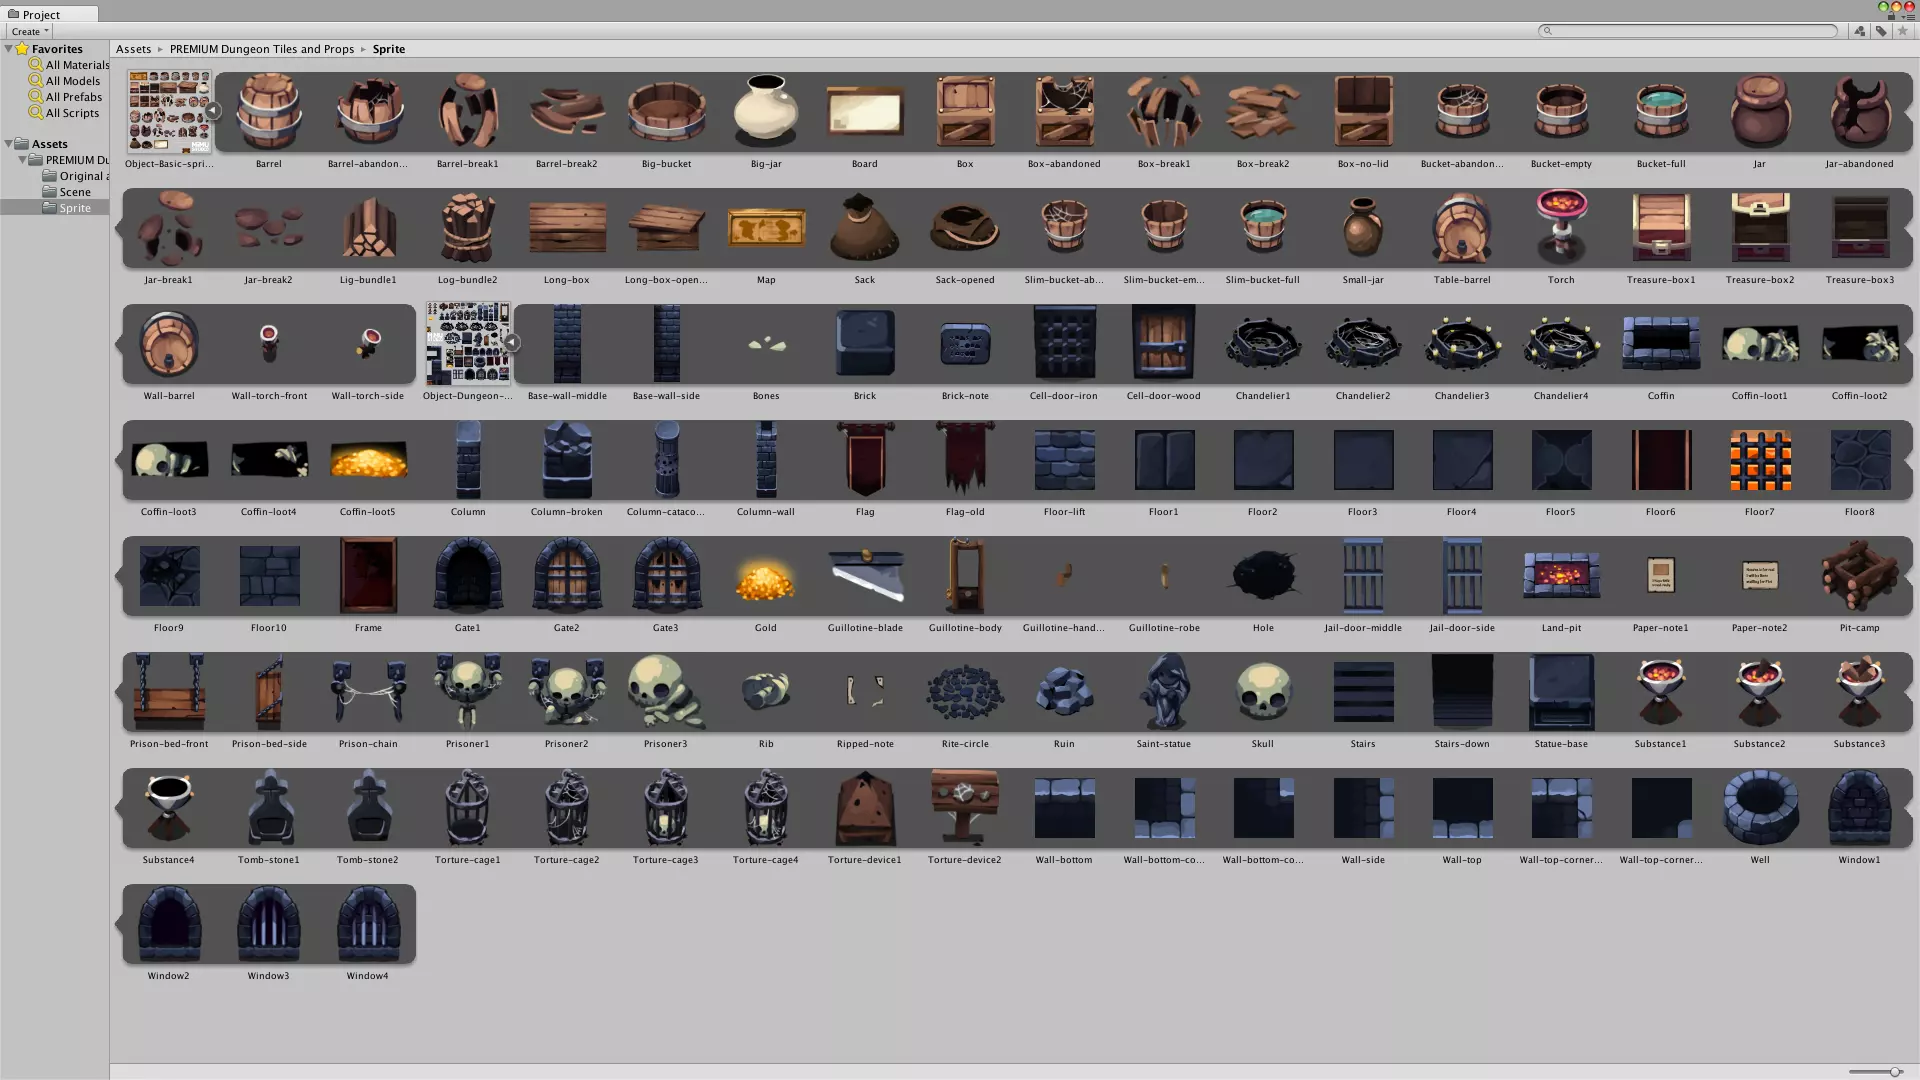 Project
Create
Favorites
All Materials
All Models
All Prefabs
All Scripts
Assets
PREMIUM Du
Original a
Scene
Sprite
Assets ▸ PREMIUM Dungeon Tiles and Props ▸ Sprite
Object-Basic-spri... Barrel Barrel-abandon... Barrel-break1 Barrel-break2 Big-bucket Big-jar Board Box Box-abandoned Box-break1 Box-break2 Box-no-lid Bucket-abandon... Bucket-empty Bucket-full Jar Jar-abandoned
Jar-break1 Jar-break2 Lig-bundle1 Log-bundle2 Long-box Long-box-open... Map Sack Sack-opened Slim-bucket-ab... Slim-bucket-em... Slim-bucket-full Small-jar Table-barrel Torch Treasure-box1 Treasure-box2 Treasure-box3
Wall-barrel Wall-torch-front Wall-torch-side Object-Dungeon-... Base-wall-middle Base-wall-side Bones Brick Brick-note Cell-door-iron Cell-door-wood Chandelier1 Chandelier2 Chandelier3 Chandelier4 Coffin Coffin-loot1 Coffin-loot2
Coffin-loot3 Coffin-loot4 Coffin-loot5 Column Column-broken Column-cataco... Column-wall Flag Flag-old Floor-lift Floor1 Floor2 Floor3 Floor4 Floor5 Floor6 Floor7 Floor8
Floor9 Floor10 Frame Gate1 Gate2 Gate3 Gold Guillotine-blade Guillotine-body Guillotine-hand... Guillotine-robe Hole Jail-door-middle Jail-door-side Land-pit Paper-note1 Paper-note2 Pit-camp
Prison-bed-front Prison-bed-side Prison-chain Prisoner1 Prisoner2 Prisoner3 Rib Ripped-note Rite-circle Ruin Saint-statue Skull Stairs Stairs-down Statue-base Substance1 Substance2 Substance3
Substance4 Tomb-stone1 Tomb-stone2 Torture-cage1 Torture-cage2 Torture-cage3 Torture-cage4 Torture-device1 Torture-device2 Wall-bottom Wall-bottom-co... Wall-bottom-co... Wall-side Wall-top Wall-top-corner... Wall-top-corner... Well Window1
Window2 Window3 Window4